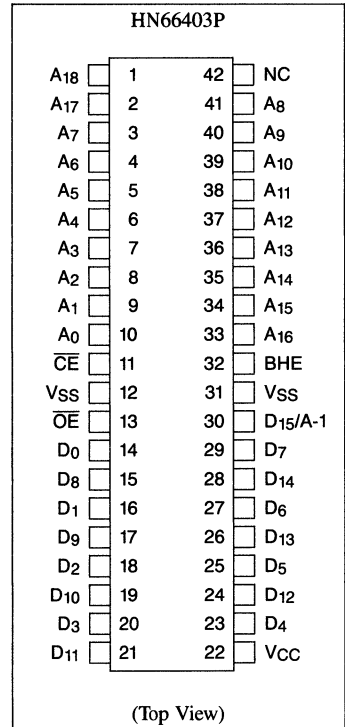 HN66403P
A18 1 42 NC
A17 2 41 A8
A7 3 40 A9
A6 4 39 A10
A5 5 38 A11
A4 6 37 A12
A3 7 36 A13
A2 8 35 A14
A1 9 34 A15
A0 10 33 A16
CE 11 32 BHE
VSS 12 31 VSS
OE 13 30 D15/A-1
D0 14 29 D7
D8 15 28 D14
D1 16 27 D6
D9 17 26 D13
D2 18 25 D5
D10 19 24 D12
D3 20 23 D4
D11 21 22 VCC
(Top View)